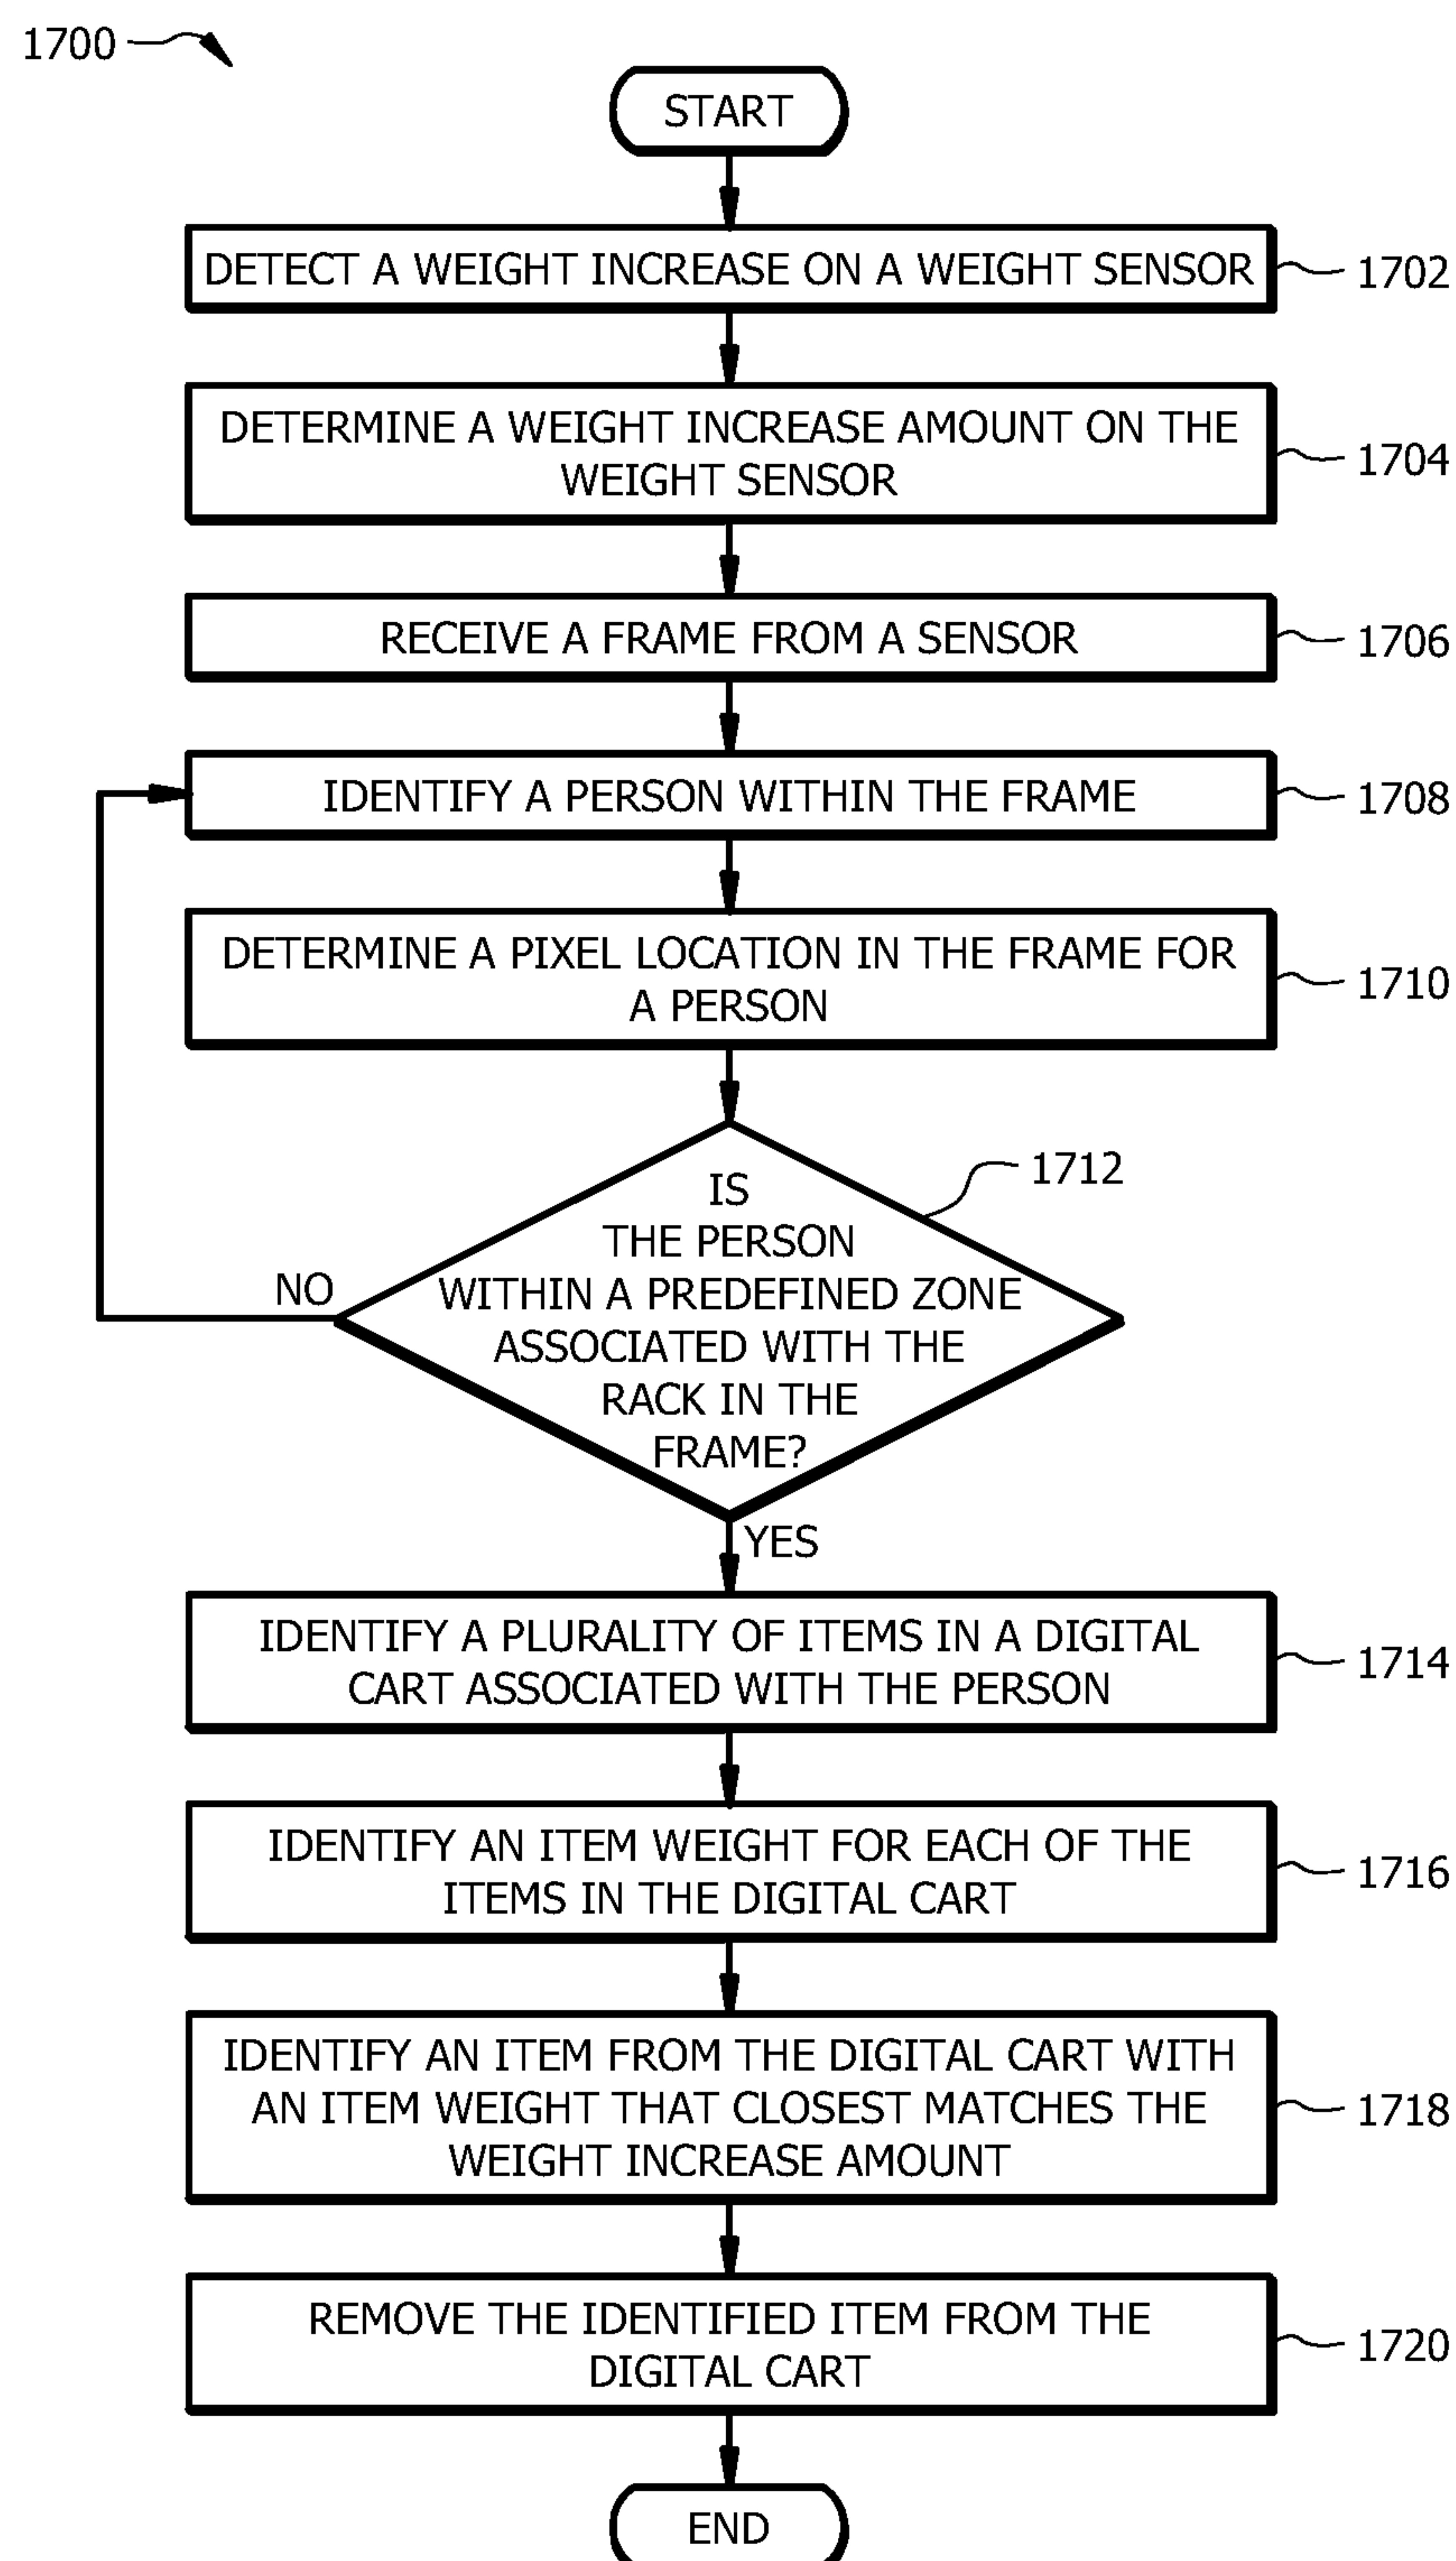 1700
START
DETECT A WEIGHT INCREASE ON A WEIGHT SENSOR
1702
DETERMINE A WEIGHT INCREASE AMOUNT ON THE
WEIGHT SENSOR
1704
RECEIVE A FRAME FROM A SENSOR
1706
IDENTIFY A PERSON WITHIN THE FRAME
1708
DETERMINE A PIXEL LOCATION IN THE FRAME FOR
A PERSON
1710
IS
THE PERSON
WITHIN A PREDEFINED ZONE
ASSOCIATED WITH THE
RACK IN THE
FRAME?
1712
NO
YES
IDENTIFY A PLURALITY OF ITEMS IN A DIGITAL
CART ASSOCIATED WITH THE PERSON
1714
IDENTIFY AN ITEM WEIGHT FOR EACH OF THE
ITEMS IN THE DIGITAL CART
1716
IDENTIFY AN ITEM FROM THE DIGITAL CART WITH
AN ITEM WEIGHT THAT CLOSEST MATCHES THE
WEIGHT INCREASE AMOUNT
1718
REMOVE THE IDENTIFIED ITEM FROM THE
DIGITAL CART
1720
END